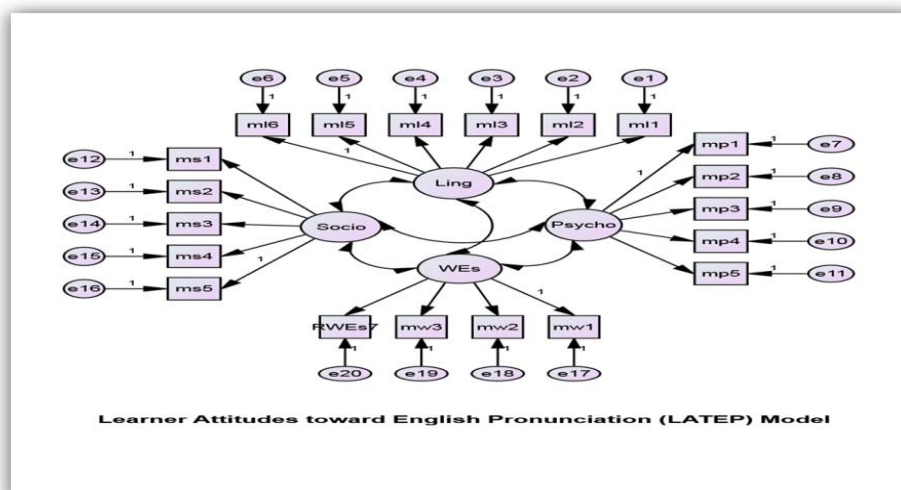 e6 e5 e4 e3 e2 e1
1 1 1 1 1 1
ml6 ml5 ml4 ml3 ml2 ml1
1
e12 1 ms1
e13 1 ms2
e14 1 ms3
e15 1 ms4
e16 1 ms5
1
Ling
Socio
Psycho
WEs
mp1 1 e7
mp2 1 e8
mp3 1 e9
mp4 1 e10
mp5 1 e11
1
1
RWEs7 mw3 mw2 mw1
1 1 1 1
e20 e19 e18 e17
Learner Attitudes toward English Pronunciation (LATEP) Model